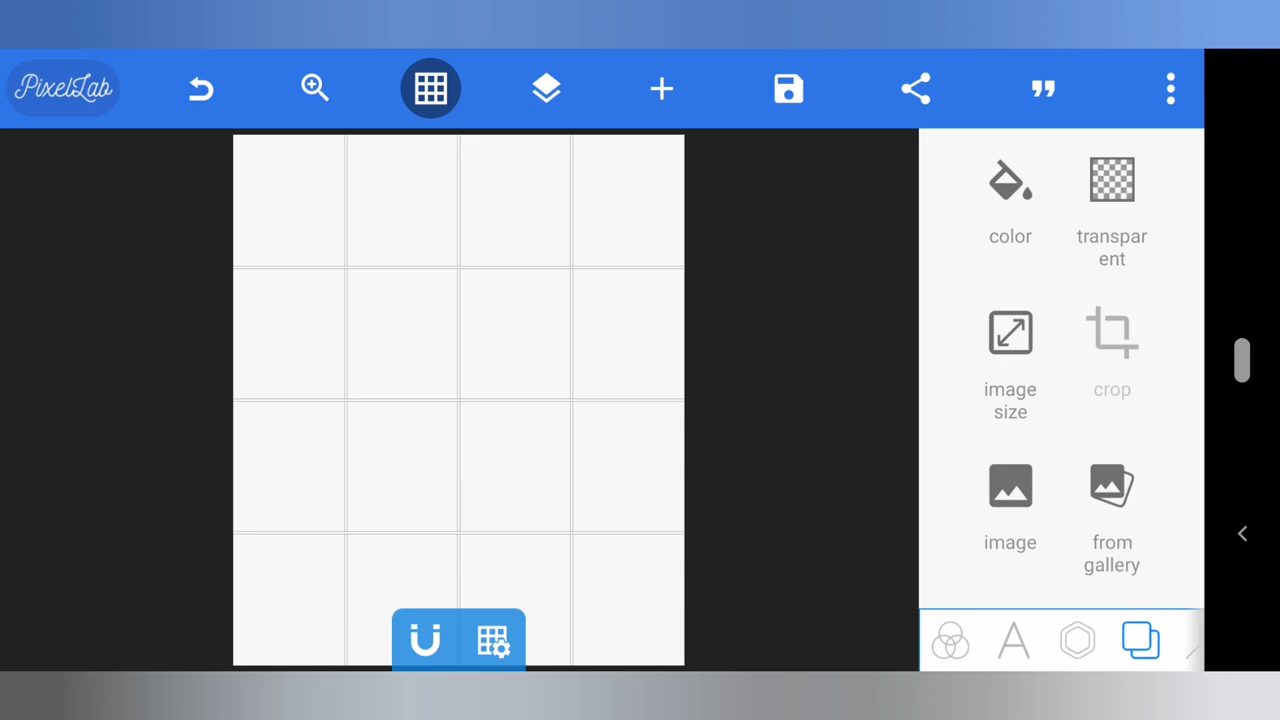 PixelLab
color
transpar
ent
image
size
crop
image
from
gallery